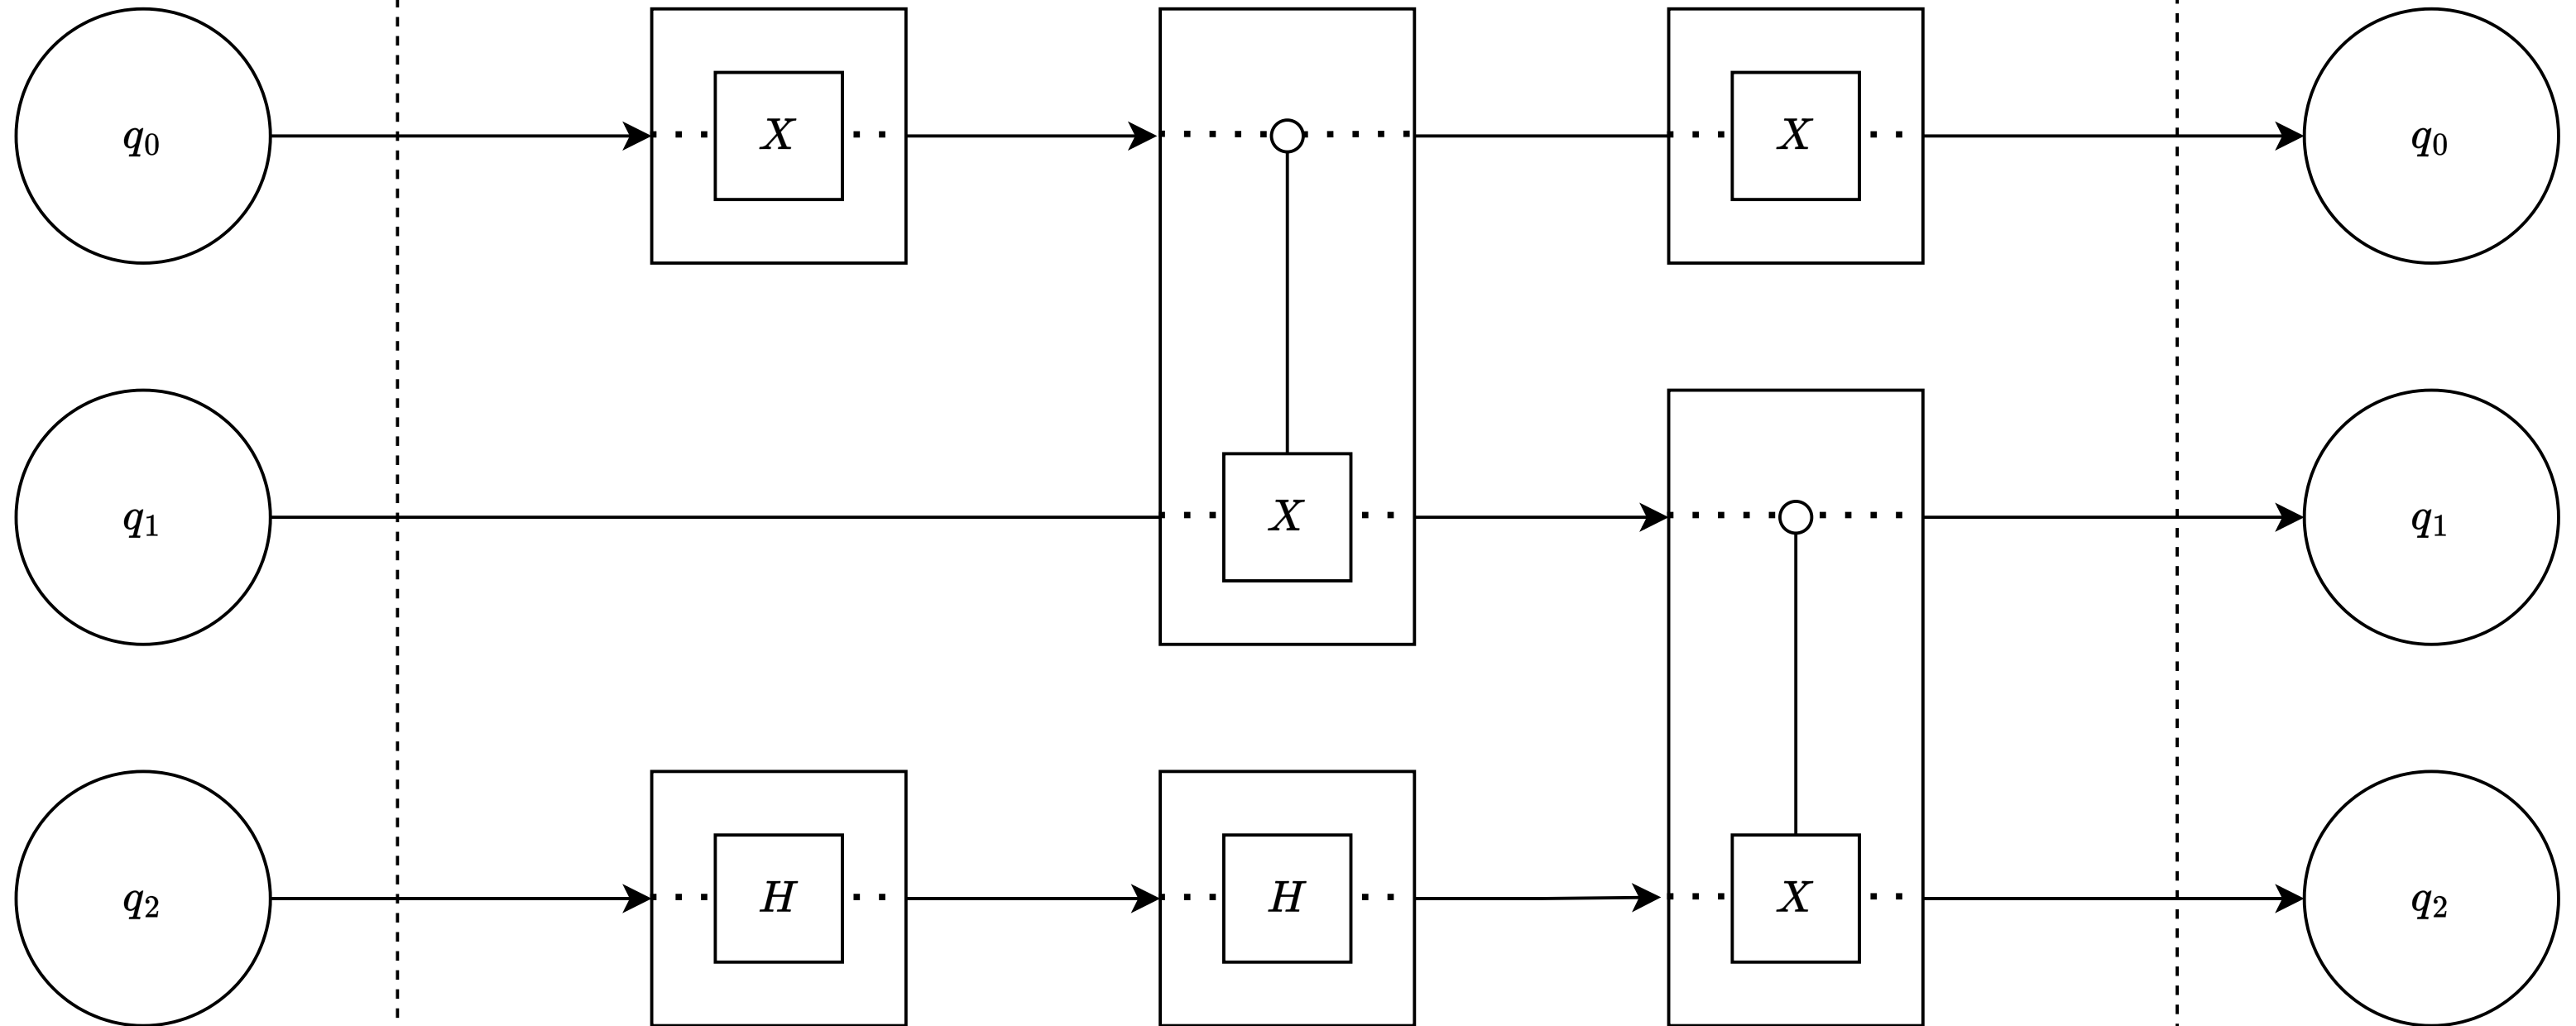 q₀ X X q₀
q₁ X q₁
q₂ H H X q₂